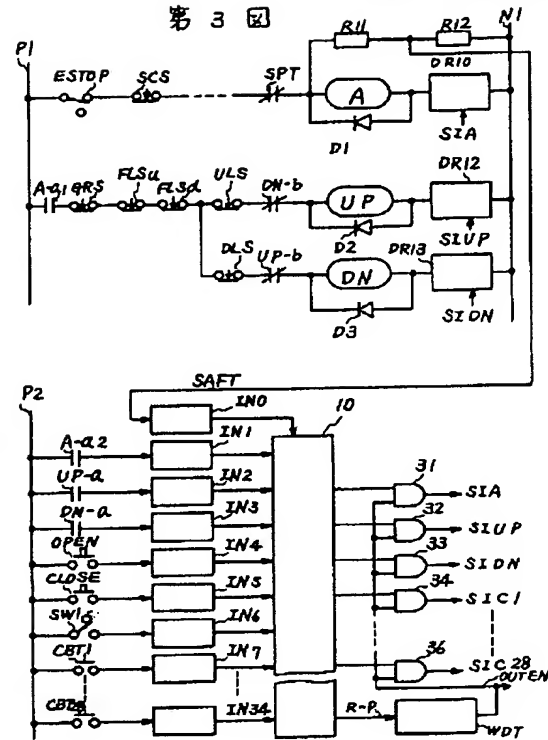 第 3 図
P1
N1
R11
R12
ESTOP
SCS
SPT
DR10
A
SIA
D1
A-a1
GRS
FLSu
FLSd
ULS
DN-b
UP
DR12
D2
SIUP
DLS
UP-b
DN
DR13
D3
SIDN
P2
SAFT
IN0
10
A-a2
IN1
UP-a
IN2
31
SIA
DN-a
IN3
32
SIUP
OPEN
IN4
33
SIDN
CLOSE
IN5
34
SIC1
SW1
IN6
CBT1
IN7
36
SIC28
OUTEN
IN34
R-P
WDT